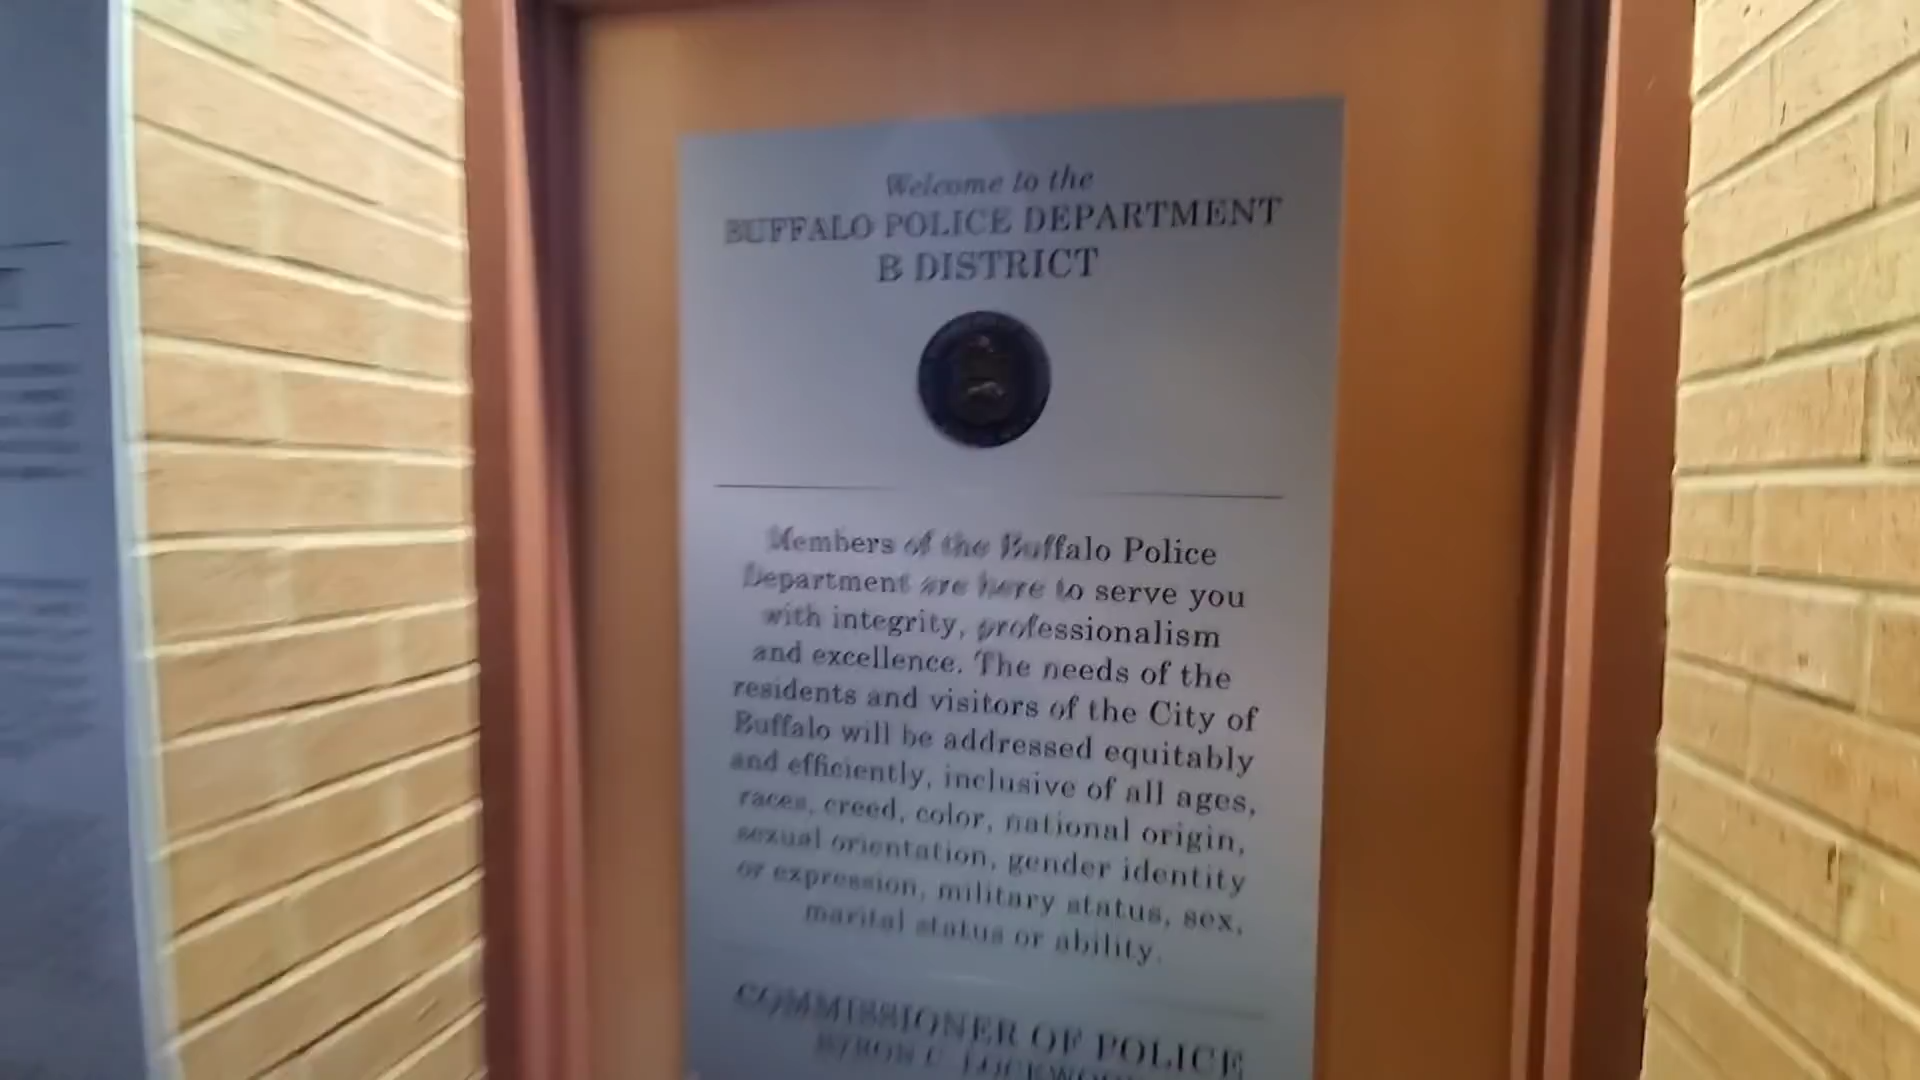 Welcome to the
BUFFALO POLICE DEPARTMENT
B DISTRICT
Members of the Buffalo Police
Department are here to serve you
with integrity, professionalism
and excellence. The needs of the
residents and visitors of the City of
Buffalo will be addressed equitably
and efficiently, inclusive of all ages,
races, creed, color, national origin,
sexual orientation, gender identity
or expression, military status, sex,
marital status or ability.
COMMISSIONER OF POLICE
BYRON C.